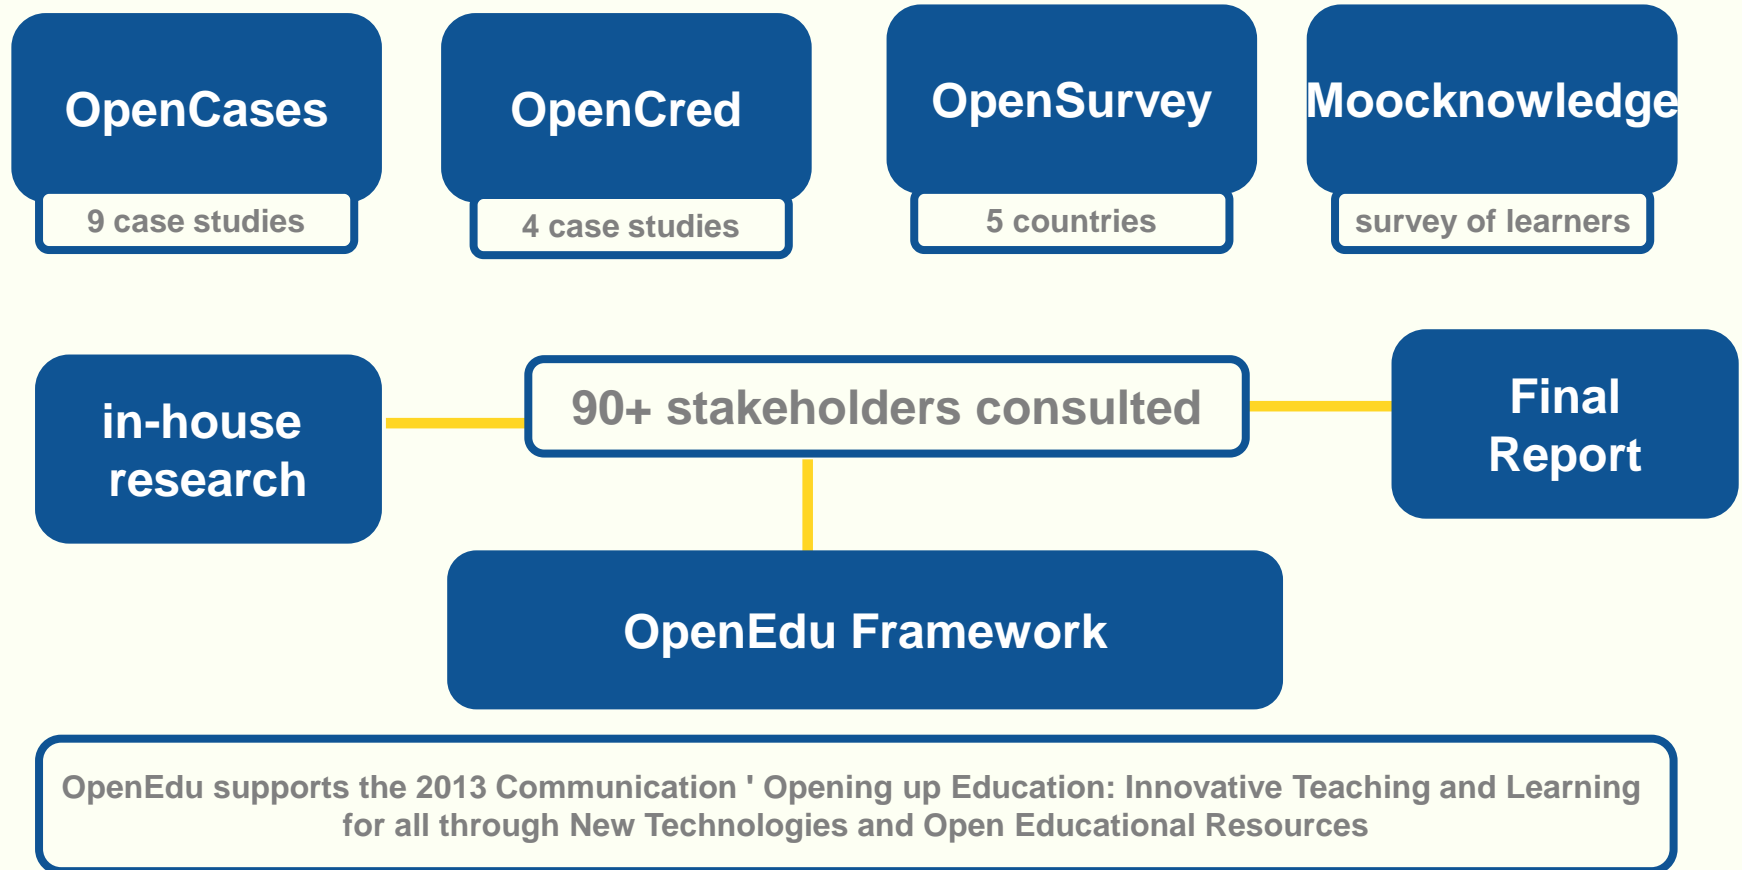 OpenCases
OpenCred
OpenSurvey
Moocknowledge
9 case studies
4 case studies
5 countries
survey of learners
in-house
research
90+ stakeholders consulted
Final
Report
OpenEdu Framework
OpenEdu supports the 2013 Communication ' Opening up Education: Innovative Teaching and Learning
for all through New Technologies and Open Educational Resources